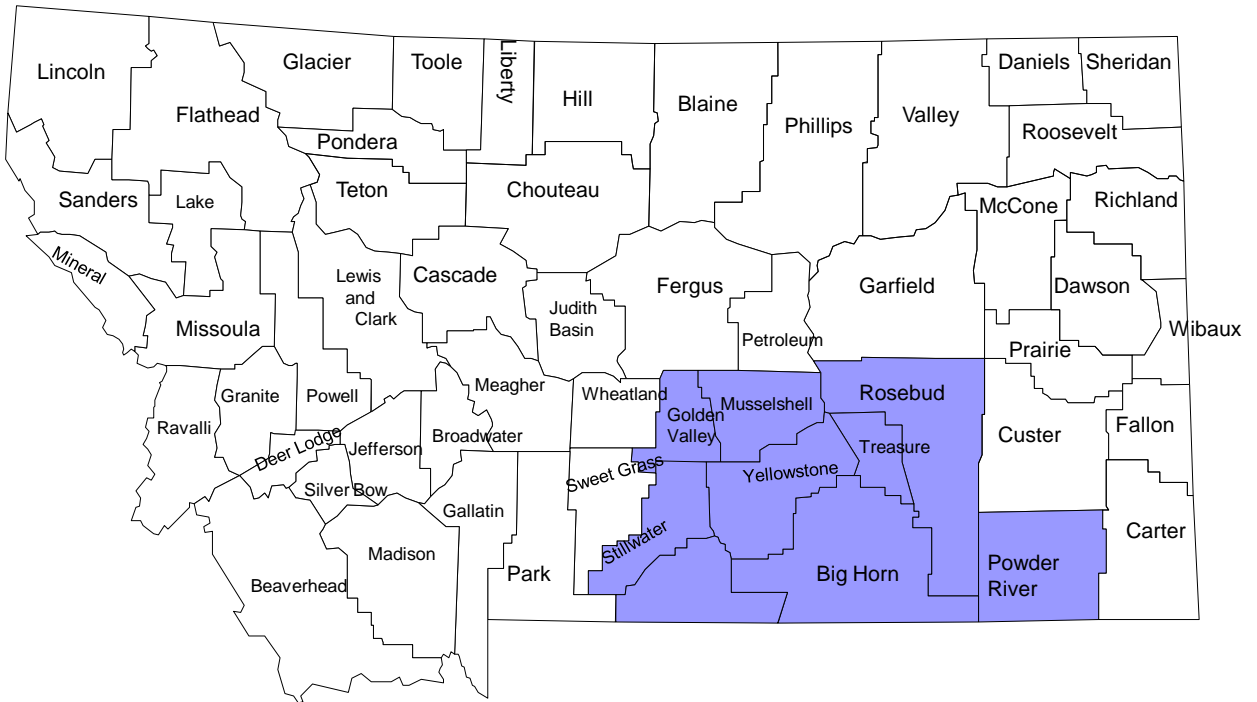 Lincoln
Flathead
Glacier
Toole
Liberty
Hill
Blaine
Phillips
Valley
Daniels
Sheridan
Roosevelt
Pondera
Teton
Chouteau
Sanders
Lake
McCone
Richland
Mineral
Missoula
Lewis
and
Clark
Cascade
Judith
Basin
Fergus
Petroleum
Garfield
Dawson
Wibaux
Prairie
Ravalli
Granite
Powell
Deer Lodge
Jefferson
Silver Bow
Broadwater
Meagher
Wheatland
Golden
Valley
Musselshell
Rosebud
Treasure
Custer
Fallon
Sweet Grass
Yellowstone
Stillwater
Gallatin
Madison
Beaverhead
Park
Big Horn
Powder
River
Carter